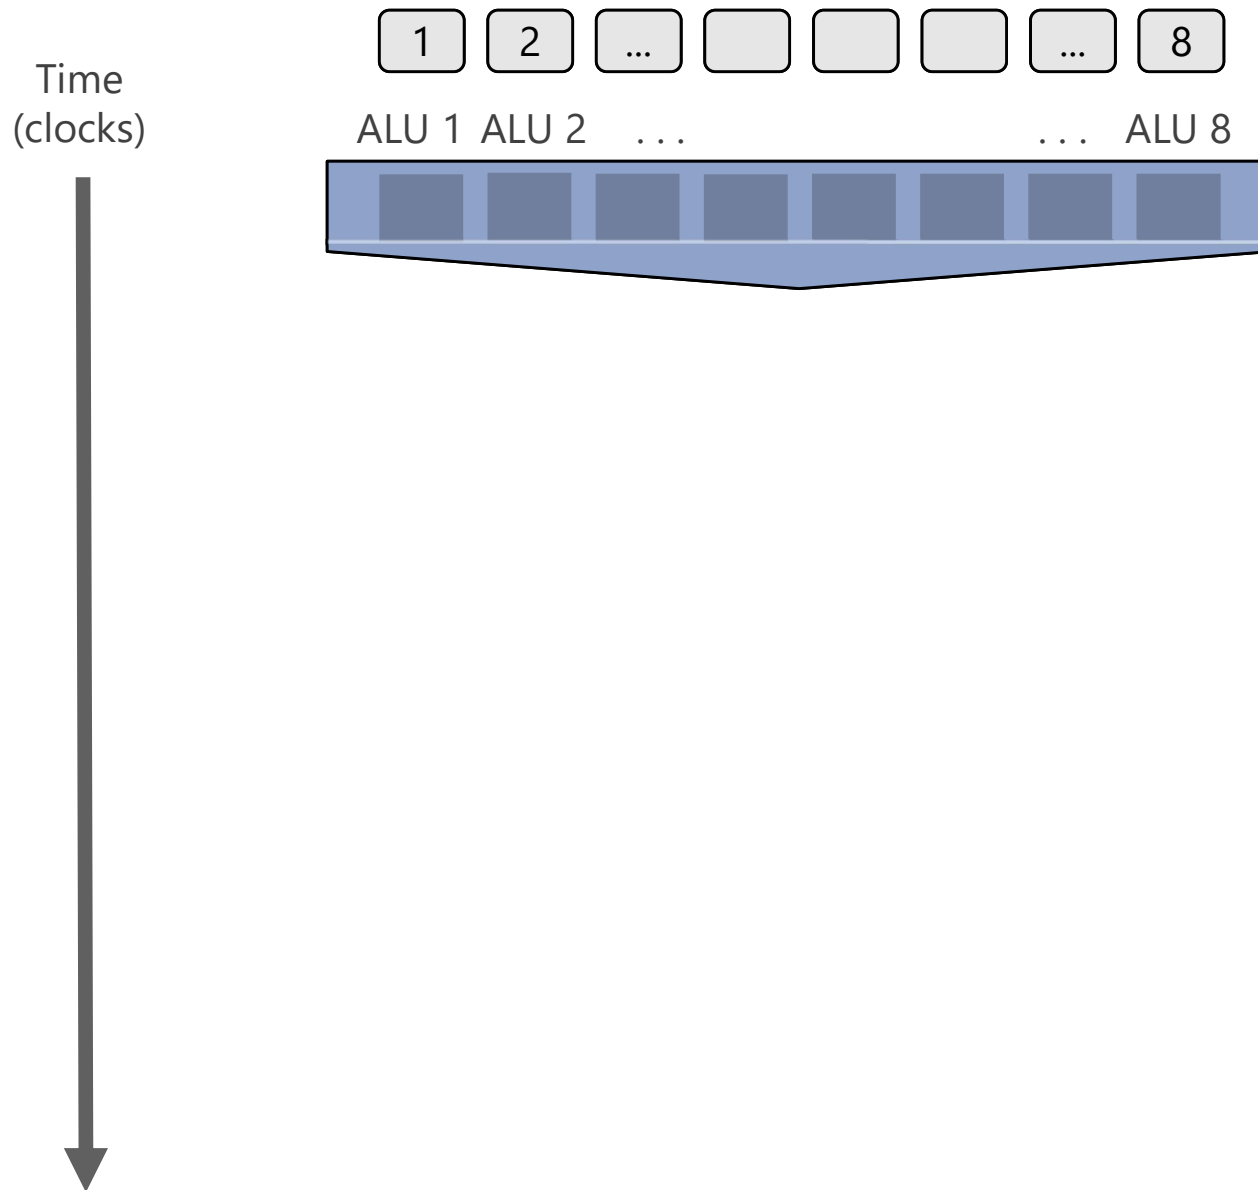 1 2 ... ... 8
Time
(clocks)
ALU 1 ALU 2 . . . . . . ALU 8